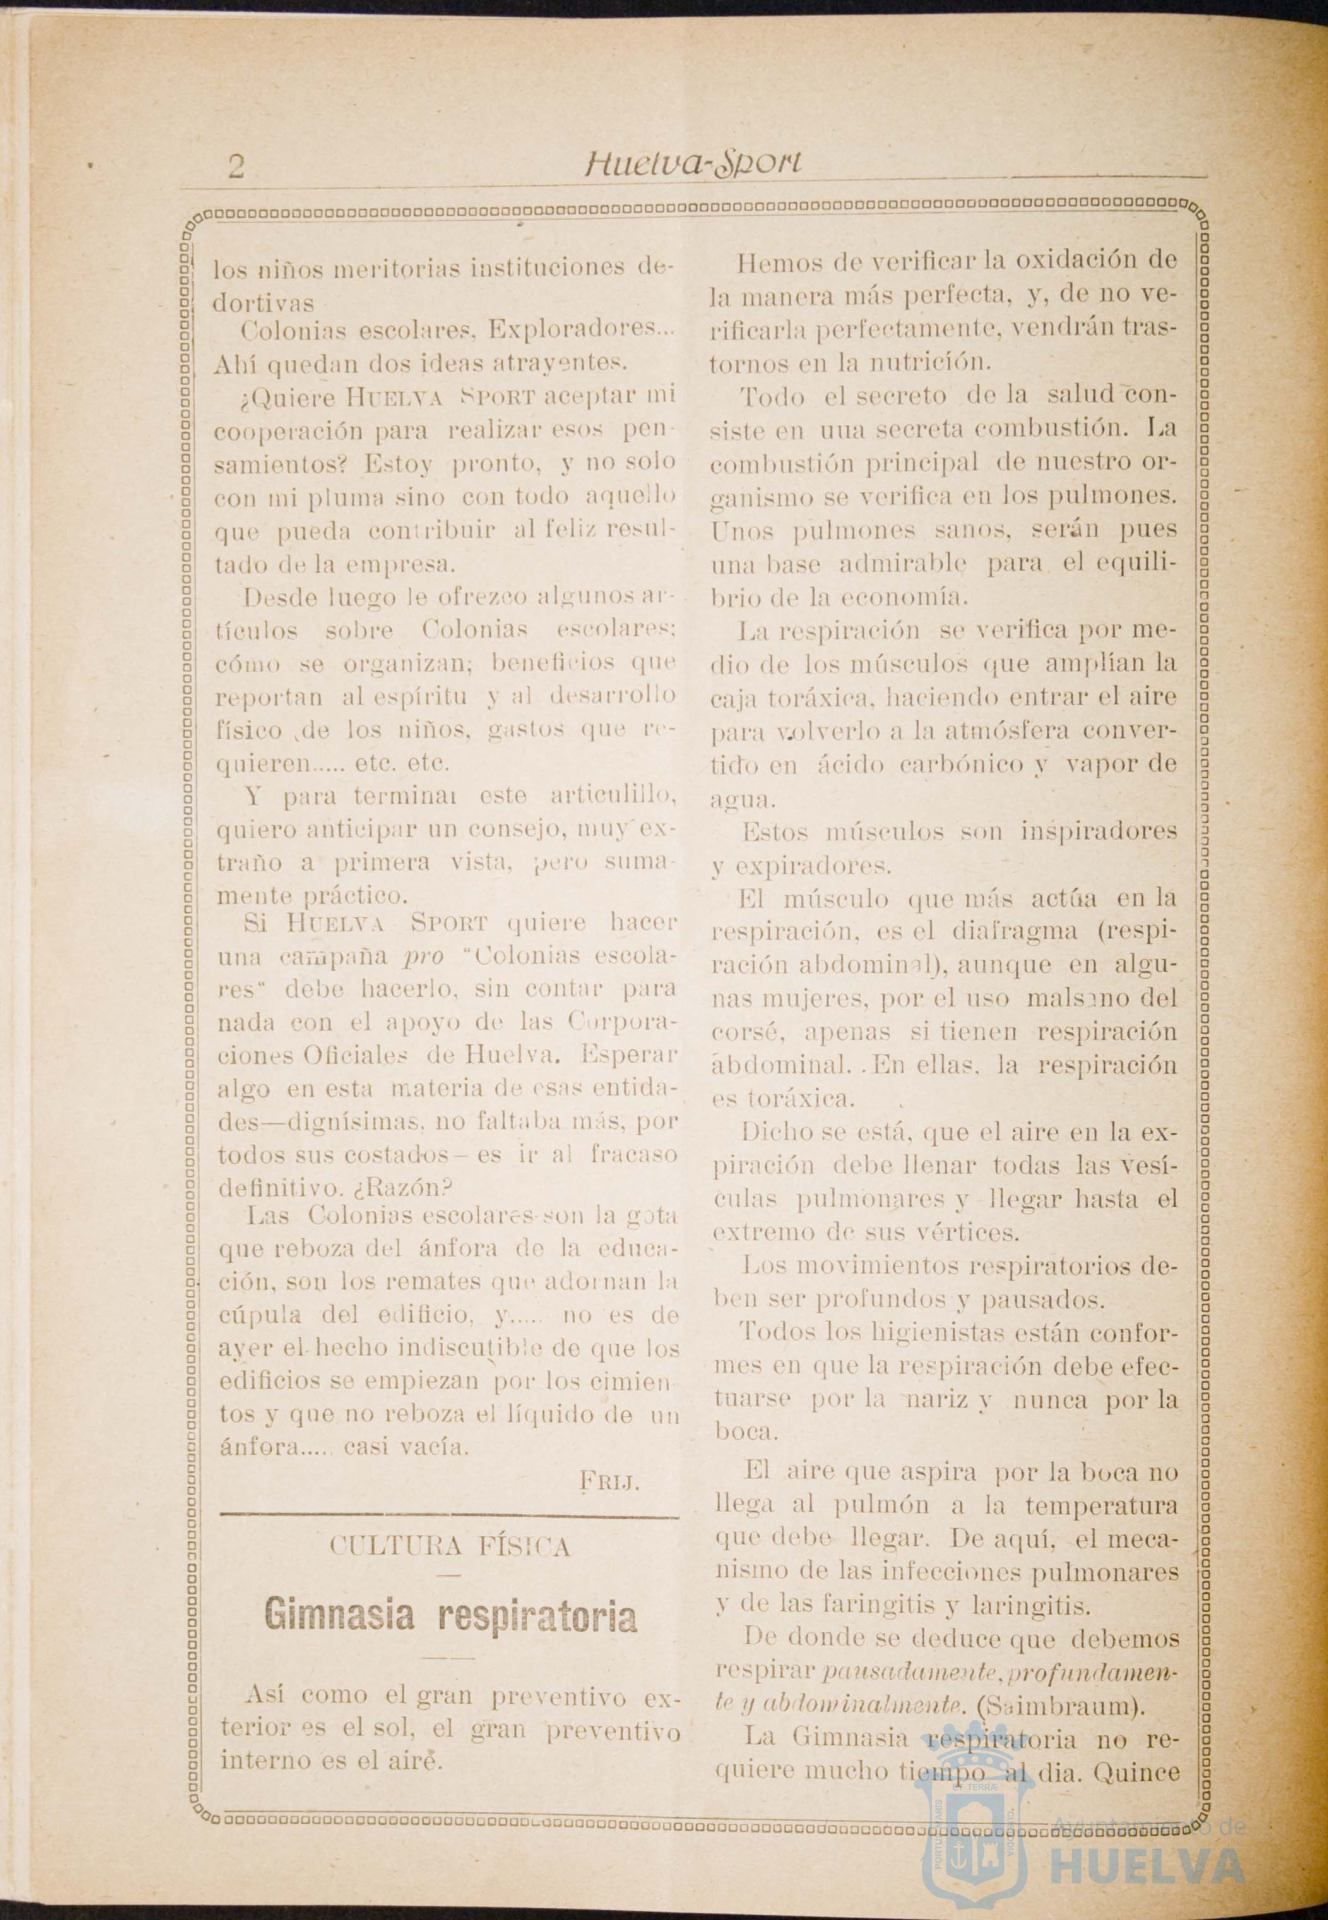 2
Huelva-Sport
los niños meritorias instituciones de-
dortivas
Colonias escolares, Exploradores...
Ahí quedan dos ideas atrayentes.
¿Quiere HUELVA SPORT aceptar mi
cooperación para realizar esos pen-
samientos? Estoy pronto, y no solo
con mi pluma sino con todo aquello
que pueda contribuir al feliz resul-
tado de la empresa.
Desde luego le ofrezco algunos ar-
tículos sobre Colonias escolares;
cómo se organizan; beneficios que
reportan al espíritu y al desarrollo
físico de los niños, gastos que re-
quieren..... etc. etc.
Y para terminar este articulillo,
quiero anticipar un consejo, muy ex-
traño a primera vista, pero suma-
mente práctico.
Si HUELVA SPORT quiere hacer
una campaña pro "Colonias escola-
res" debe hacerlo, sin contar para
nada con el apoyo de las Corpora-
ciones Oficiales de Huelva. Esperar
algo en esta materia de esas entida-
des—dignísimas, no faltaba más, por
todos sus costados—es ir al fracaso
definitivo. ¿Razón?
Las Colonias escolares son la gota
que reboza del ánfora de la educa-
ción, son los remates que adornan la
cúpula del edificio, y..... no es de
ayer el hecho indiscutible de que los
edificios se empiezan por los cimien
tos y que no reboza el líquido de un
ánfora..... casi vacía.
FRIJ.
CULTURA FÍSICA
Gimnasia respiratoria
Así como el gran preventivo ex-
terior es el sol, el gran preventivo
interno es el aire.
Hemos de verificar la oxidación de
la manera más perfecta, y, de no ve-
rificarla perfectamente, vendrán tras-
tornos en la nutrición.
Todo el secreto de la salud con-
siste en una secreta combustión. La
combustión principal de nuestro or-
ganismo se verifica en los pulmones.
Unos pulmones sanos, serán pues
una base admirable para el equili-
brio de la economía.
La respiración se verifica por me-
dio de los músculos que amplían la
caja toráxica, haciendo entrar el aire
para volverlo a la atmósfera conver-
tido en ácido carbónico y vapor de
agua.
Estos músculos son inspiradores
y expiradores.
El músculo que más actúa en la
respiración, es el diafragma (respi-
ración abdominal), aunque en algu-
nas mujeres, por el uso malsano del
corsé, apenas si tienen respiración
abdominal. . En ellas, la respiración
es toráxica.
Dicho se está, que el aire en la ex-
piración debe llenar todas las vesí-
culas pulmonares y llegar hasta el
extremo de sus vértices.
Los movimientos respiratorios de-
ben ser profundos y pausados.
Todos los higienistas están confor-
mes en que la respiración debe efec-
tuarse por la nariz y nunca por la
boca.
El aire que aspira por la boca no
llega al pulmón a la temperatura
que debe llegar. De aquí, el meca-
nismo de las infecciones pulmonares
y de las faringitis y laringitis.
De donde se deduce que debemos
respirar pausadamente, profundamen-
te y abdominalmente. (Saimbraum).
La Gimnasia respiratoria no re-
quiere mucho tiempo al dia. Quince
Ayuntamiento de
HUELVA